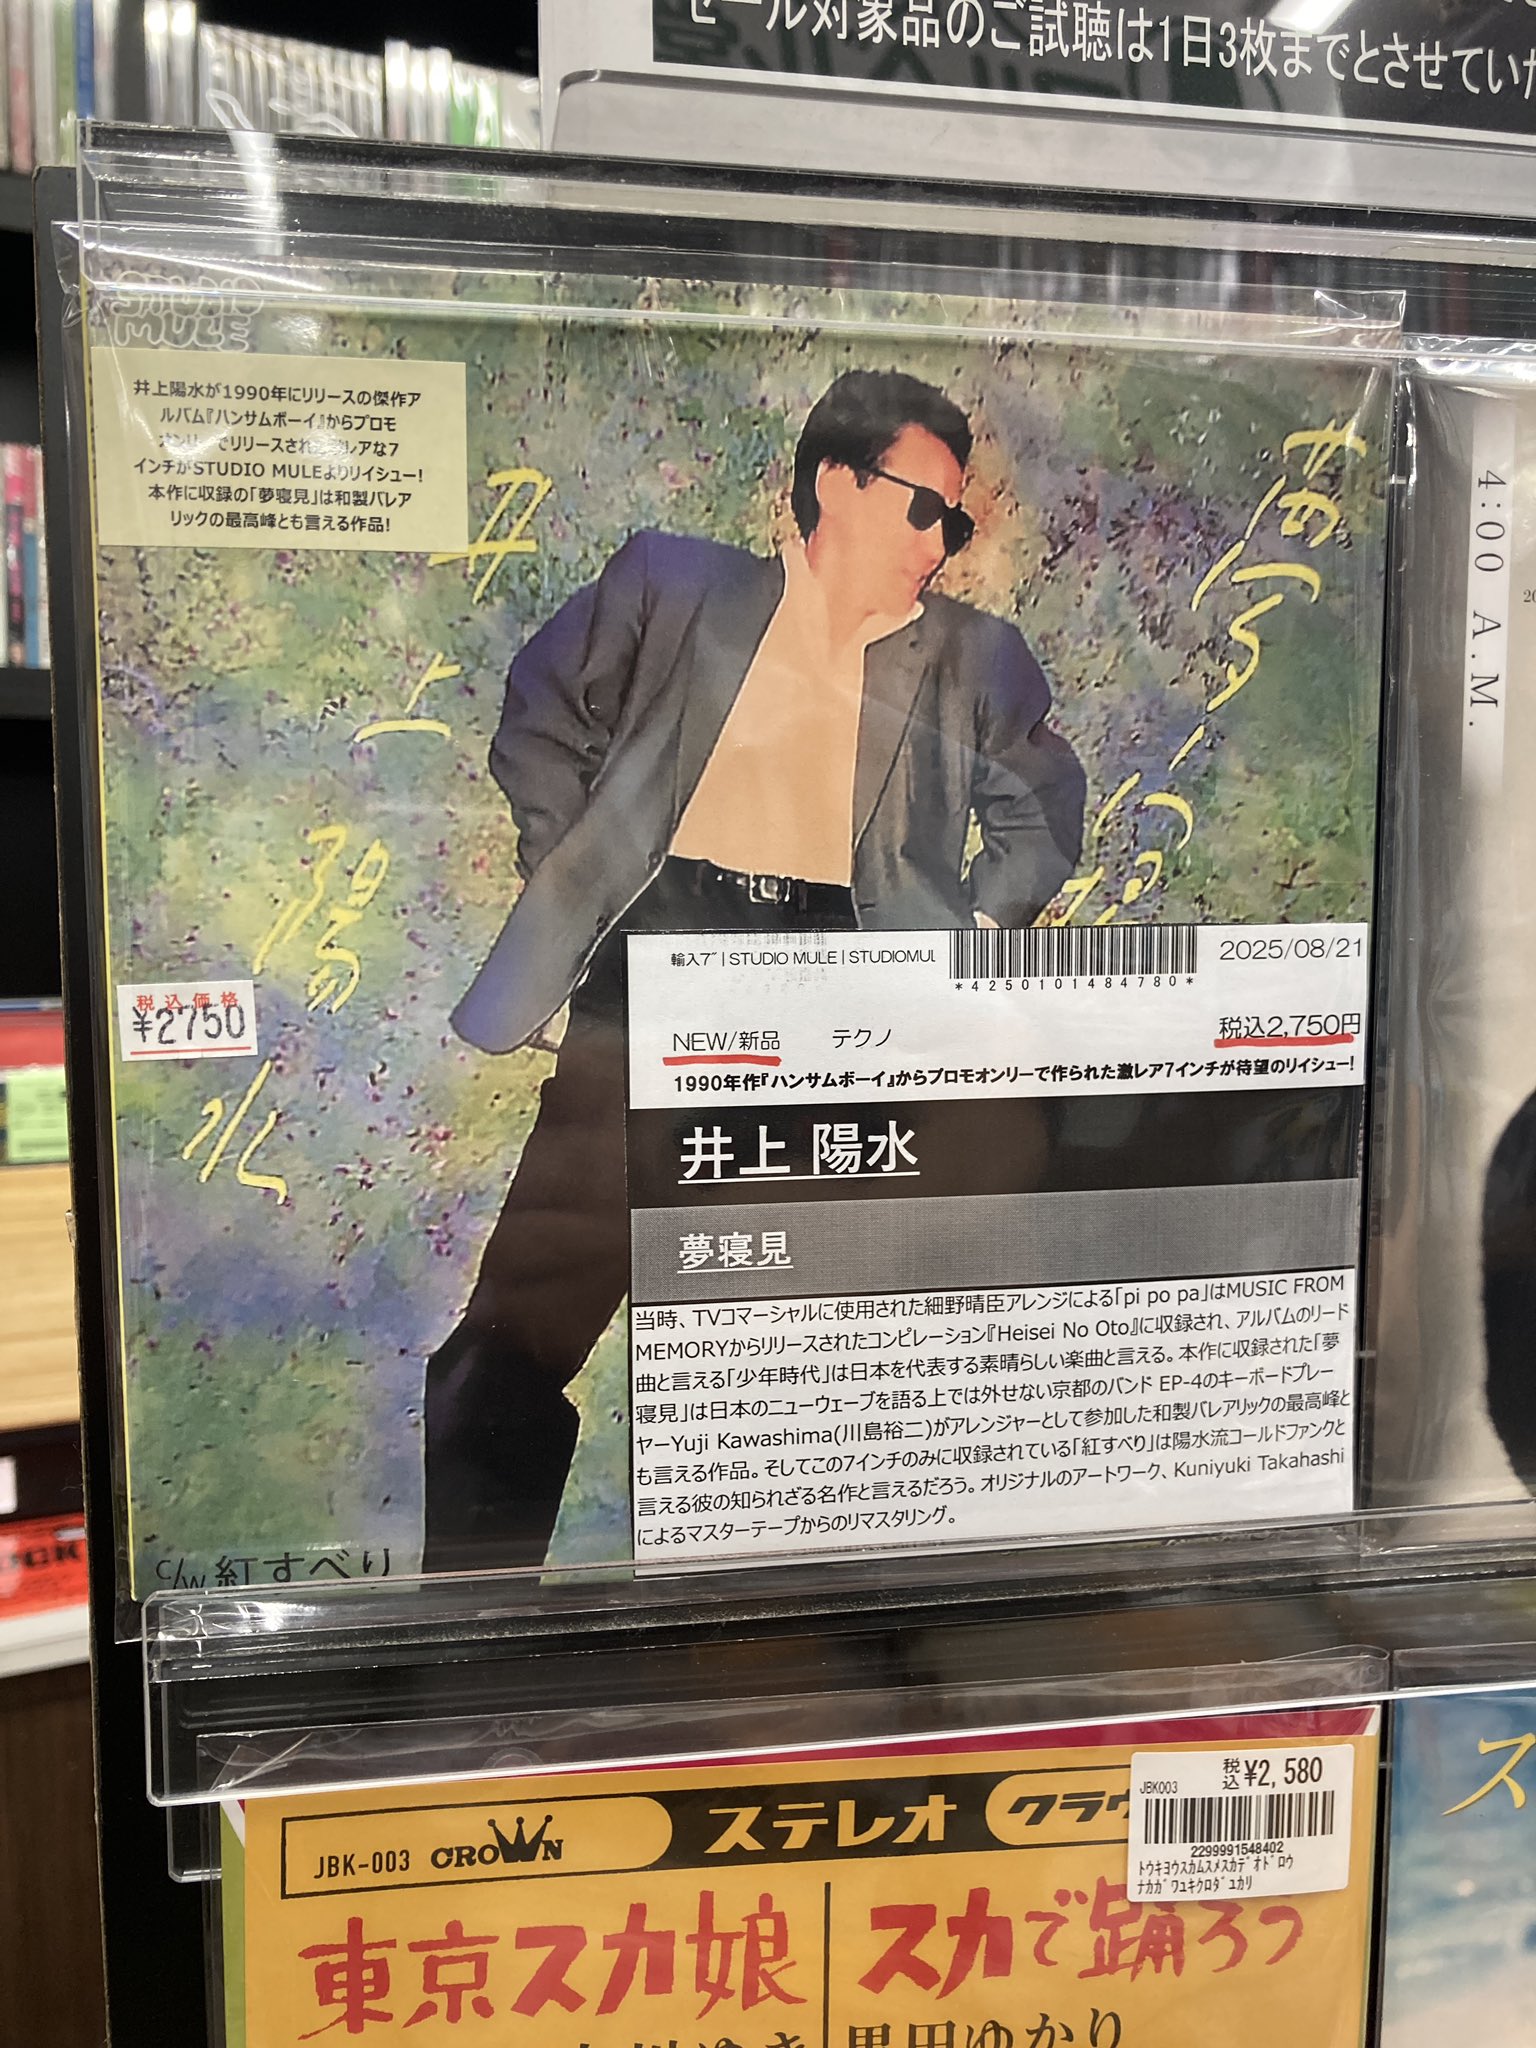 セール対象品のご試聴は1日3枚までとさせていた
STUDIO
MULE
井上陽水が1990年にリリースの傑作ア
ルバム『ハンサムボーイ』からプロモ
オンリーでリリースされた激レアな7
インチがSTUDIO MULEよりリイシュー!
本作に収録の「夢寝見」は和製バレア
リックの最高峰とも言える作品!
井上陽水
夢寝見
4:00 A.M.
20
税込価格
¥2750
輸入7" | STUDIO MULE | STUDIOMUL
*4250101484780*
2025/08/21
NEW/新品 テクノ
税込2,750円
1990年作『ハンサムボーイ』からプロモオンリーで作られた激レア7インチが待望のリイシュー!
井上 陽水
夢寝見
当時、TVコマーシャルに使用された細野晴臣アレンジによる「pi po pa」はMUSIC FROM
MEMORYからリリースされたコンピレーション『Heisei No Oto』に収録され、アルバムのリード
曲と言える「少年時代」は日本を代表する素晴らしい楽曲と言える。本作に収録された「夢
寝見」は日本のニューウェーブを語る上では外せない京都のバンド EP-4のキーボードプレー
ヤーYuji Kawashima(川島裕二)がアレンジャーとして参加した和製バレアリックの最高峰と
も言える作品。そしてこの7インチのみに収録されている「紅すべり」は陽水流コールドファンクと
言える彼の知られざる名作と言えるだろう。オリジナルのアートワーク、Kuniyuki Takahashi
によるマスターテープからのリマスタリング。
c/w 紅すべり
JBK-003 CROWN ステレオ クラウ
JBK003
税込¥2,580
2299991548402
トウキヨウスカムスメスカデオドロウ
ナカガワユキクロダユカリ
東京スカ娘
スカで踊ろう
黒田ゆかり
ス